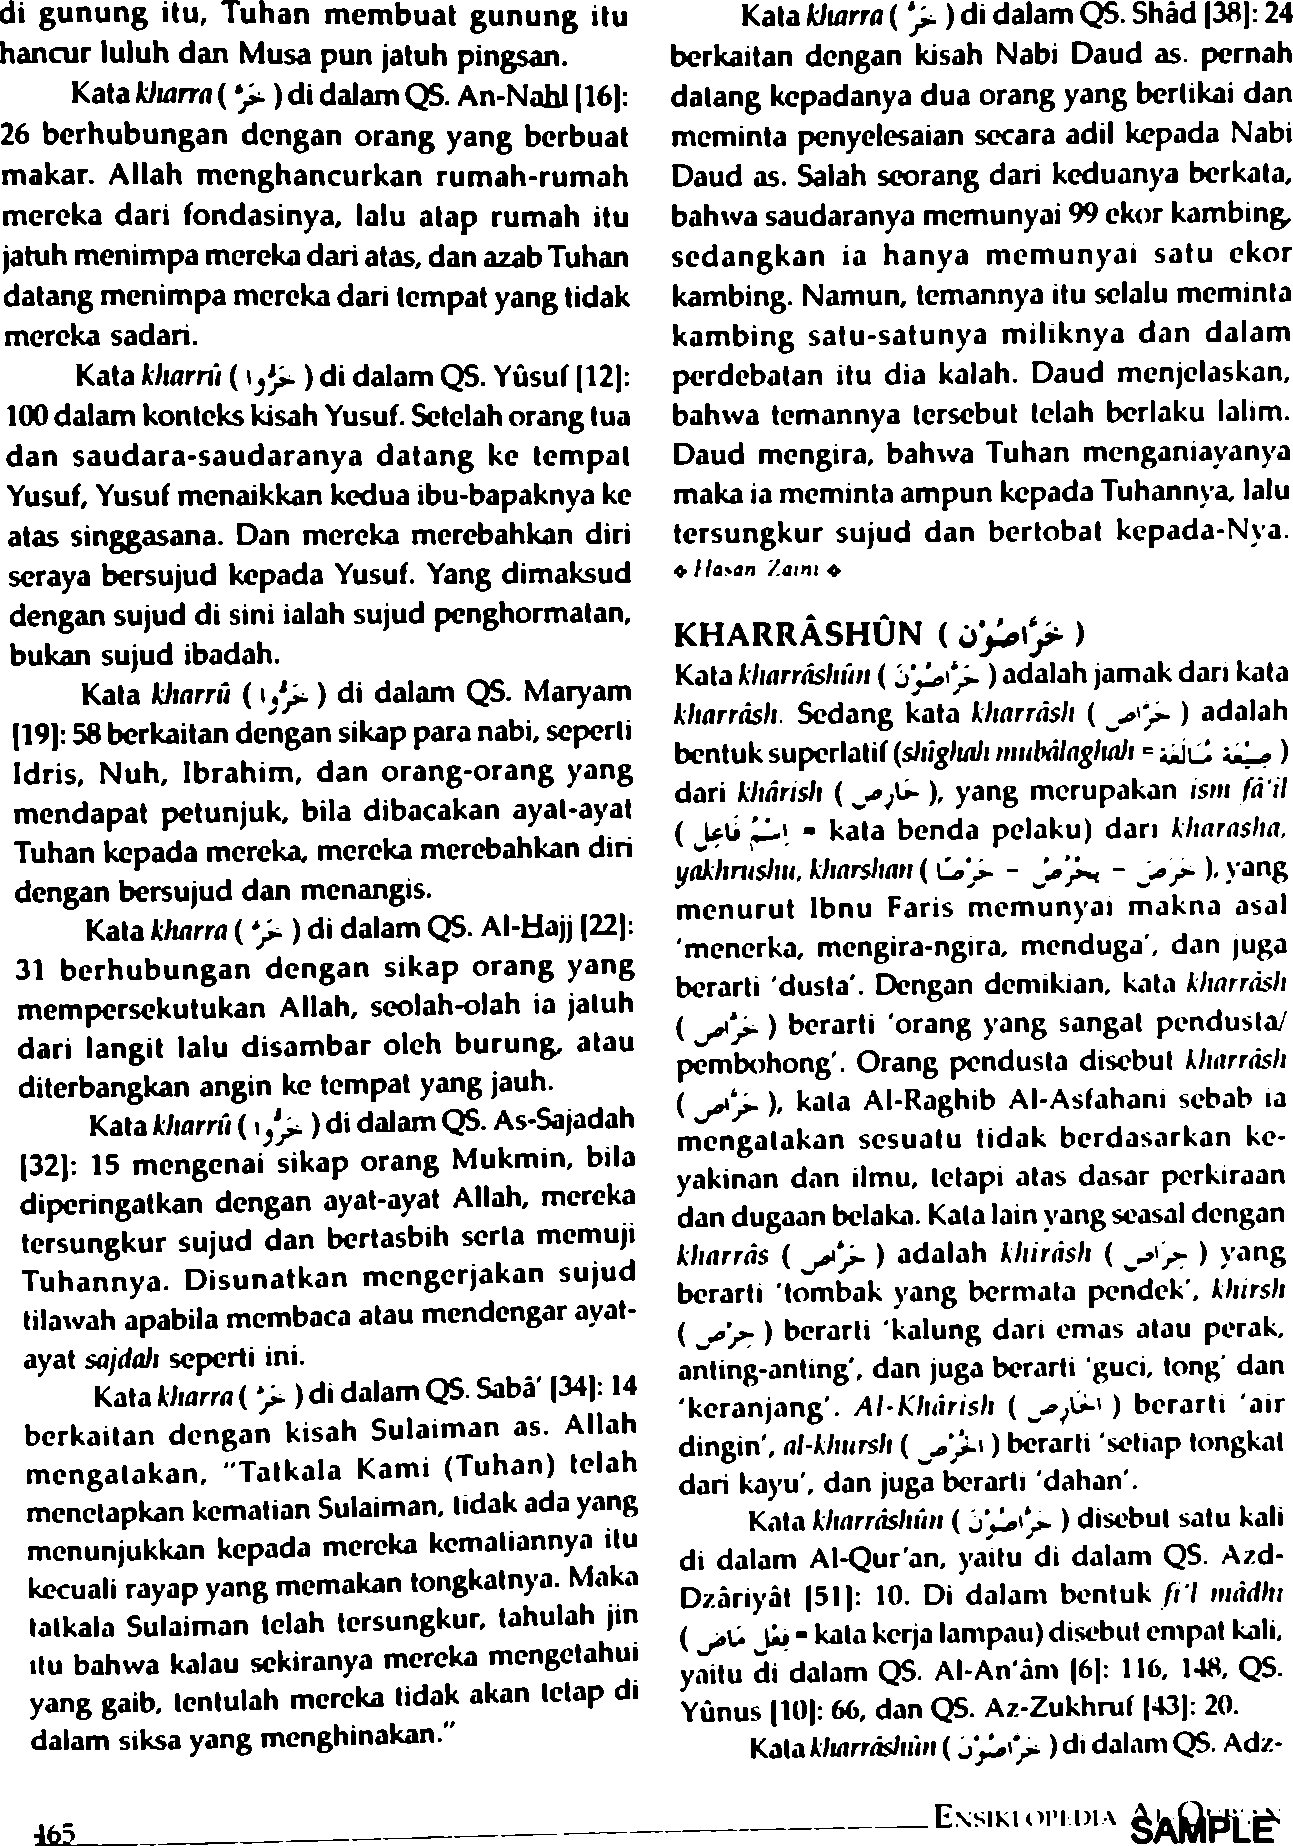 di gunung itu, Tuhan membuat gunung itu
hancur luluh dan Musa pun jatuh pingsan.
Kata kharra ( خَرَّ ) di dalam QS. An-Nahl [16]:
26 berhubungan dengan orang yang berbuat
makar. Allah menghancurkan rumah-rumah
mereka dari fondasinya, lalu atap rumah itu
jatuh menimpa mereka dari atas, dan azab Tuhan
datang menimpa mereka dari tempat yang tidak
mereka sadari.
Kata kharrû ( خَرُّوا ) di dalam QS. Yûsuf [12]:
100 dalam konteks kisah Yusuf. Setelah orang tua
dan saudara-saudaranya datang ke tempat
Yusuf, Yusuf menaikkan kedua ibu-bapaknya ke
atas singgasana. Dan mereka merebahkan diri
seraya bersujud kepada Yusuf. Yang dimaksud
dengan sujud di sini ialah sujud penghormatan,
bukan sujud ibadah.
Kata kharrû ( خَرُّوا ) di dalam QS. Maryam
[19]: 58 berkaitan dengan sikap para nabi, seperti
Idris, Nuh, Ibrahim, dan orang-orang yang
mendapat petunjuk, bila dibacakan ayat-ayat
Tuhan kepada mereka, mereka merebahkan diri
dengan bersujud dan menangis.
Kata kharra ( خَرَّ ) di dalam QS. Al-Hajj [22]:
31 berhubungan dengan sikap orang yang
mempersekutukan Allah, seolah-olah ia jatuh
dari langit lalu disambar oleh burung, atau
diterbangkan angin ke tempat yang jauh.
Kata kharrû ( خَرُّوا ) di dalam QS. As-Sajadah
[32]: 15 mengenai sikap orang Mukmin, bila
diperingatkan dengan ayat-ayat Allah, mereka
tersungkur sujud dan bertasbih serta memuji
Tuhannya. Disunatkan mengerjakan sujud
tilawah apabila membaca atau mendengar ayat-
ayat sajdah seperti ini.
Kata kharra ( خَرَّ ) di dalam QS. Sabâ' [34]: 14
berkaitan dengan kisah Sulaiman as. Allah
mengatakan, "Tatkala Kami (Tuhan) telah
menetapkan kematian Sulaiman, tidak ada yang
menunjukkan kepada mereka kematiannya itu
kecuali rayap yang memakan tongkatnya. Maka
tatkala Sulaiman telah tersungkur, tahulah jin
itu bahwa kalau sekiranya mereka mengetahui
yang gaib, tentulah mereka tidak akan tetap di
dalam siksa yang menghinakan."
Kata kharra ( خَرَّ ) di dalam QS. Shâd [38]: 24
berkaitan dengan kisah Nabi Daud as. pernah
datang kepadanya dua orang yang bertikai dan
meminta penyelesaian secara adil kepada Nabi
Daud as. Salah seorang dari keduanya berkata,
bahwa saudaranya memunyai 99 ekor kambing,
sedangkan ia hanya memunyai satu ekor
kambing. Namun, temannya itu selalu meminta
kambing satu-satunya miliknya dan dalam
perdebatan itu dia kalah. Daud menjelaskan,
bahwa temannya tersebut telah berlaku lalim.
Daud mengira, bahwa Tuhan menganiayanya
maka ia meminta ampun kepada Tuhannya, lalu
tersungkur sujud dan bertobat kepada-Nya.
❖ Hasan Zaini ❖
KHARRÂSHÛN ( خَرَّاصُوْنَ )
Kata kharrâshûn ( خَرَّاصُوْنَ ) adalah jamak dari kata
kharrâsh. Sedang kata kharrâsh ( خَرَّاص ) adalah
bentuk superlatif (shighah mubâlaghah = صِيْغَة مُبَالَغَة )
dari khârish ( خَارِص ), yang merupakan ism fâ'il
( اِسْمُ فَاعِل = kata benda pelaku) dari kharasha,
yakhrushu, kharshan ( خَرَصَ – يَخْرُصُ – خَرْصًا ), yang
menurut Ibnu Faris memunyai makna asal
'menerka, mengira-ngira, menduga', dan juga
berarti 'dusta'. Dengan demikian, kata kharrâsh
( خَرَّاص ) berarti 'orang yang sangat pendusta/
pembohong'. Orang pendusta disebut kharrâsh
( خَرَّاص ), kata Al-Raghib Al-Asfahani sebab ia
mengatakan sesuatu tidak berdasarkan ke-
yakinan dan ilmu, tetapi atas dasar perkiraan
dan dugaan belaka. Kata lain yang seasal dengan
kharrâs ( خَرَّاص ) adalah khirâsh ( خِرَاص ) yang
berarti 'tombak yang bermata pendek', khirsh
( خِرْص ) berarti 'kalung dari emas atau perak,
anting-anting', dan juga berarti 'guci, tong' dan
'keranjang'. Al-Khârish ( الخَارِص ) berarti 'air
dingin', al-khursh ( الخُرْص ) berarti 'setiap tongkat
dari kayu', dan juga berarti 'dahan'.
Kata kharrâshûn ( خَرَّاصُوْنَ ) disebut satu kali
di dalam Al-Qur'an, yaitu di dalam QS. Azd-
Dzâriyât [51]: 10. Di dalam bentuk fi'l mâdhi
( فِعْل مَاض = kata kerja lampau) disebut empat kali,
yaitu di dalam QS. Al-An'âm [6]: 116, 148, QS.
Yûnus [10]: 66, dan QS. Az-Zukhruf [43]: 20.
Kata kharrâshûn ( خَرَّاصُوْنَ ) di dalam QS. Adz-
465
ENSIKLOPEDIA AL-QUR'AN
SAMPLE